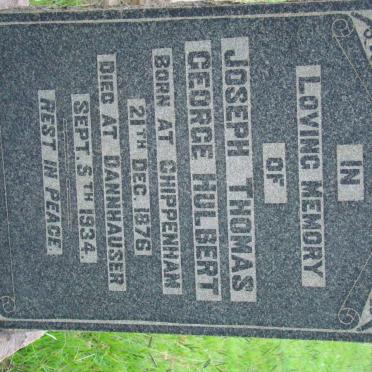 IN
LOVING MEMORY
OF
JOSEPH THOMAS
GEORGE HULBERT
BORN AT CHIPPENHAM
21TH DEC. 1876
DIED AT DANNHAUSER
SEPT. 5TH 1934
REST IN PEACE